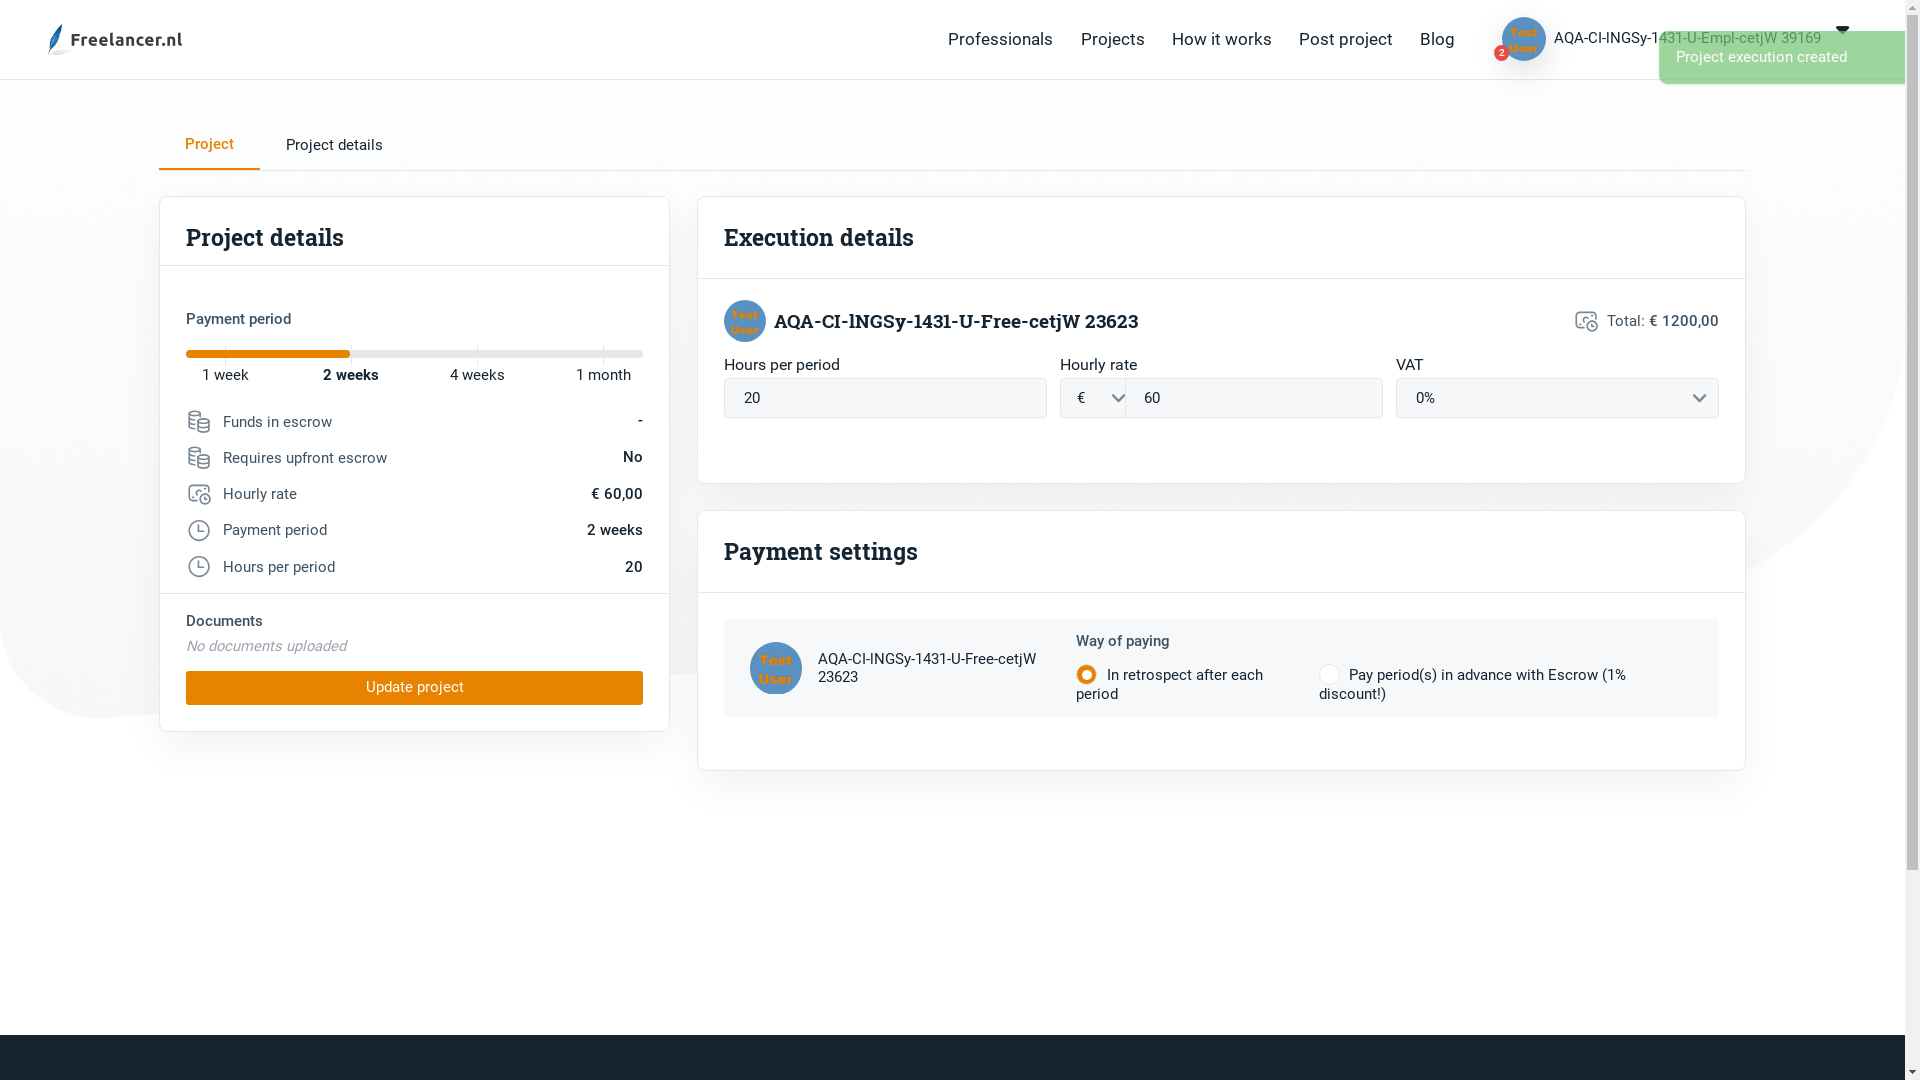 Freelancer.nl
Professionals
Projects
How it works
Post project
Blog
Test
User
2
AQA-CI-lNGSy-1431-U-Empl-cetjW 39169
Project execution created
Project
Project details
Project details
Payment period
1 week
2 weeks
4 weeks
1 month
Funds in escrow
-
Requires upfront escrow
No
Hourly rate
€ 60,00
Payment period
2 weeks
Hours per period
20
Documents
No documents uploaded
Update project
Execution details
Test
User
AQA-CI-lNGSy-1431-U-Free-cetjW 23623
Total: € 1200,00
Hours per period
20
Hourly rate
€
60
VAT
0%
Payment settings
Test
User
AQA-CI-lNGSy-1431-U-Free-cetjW
23623
Way of paying
In retrospect after each
period
Pay period(s) in advance with Escrow (1%
discount!)